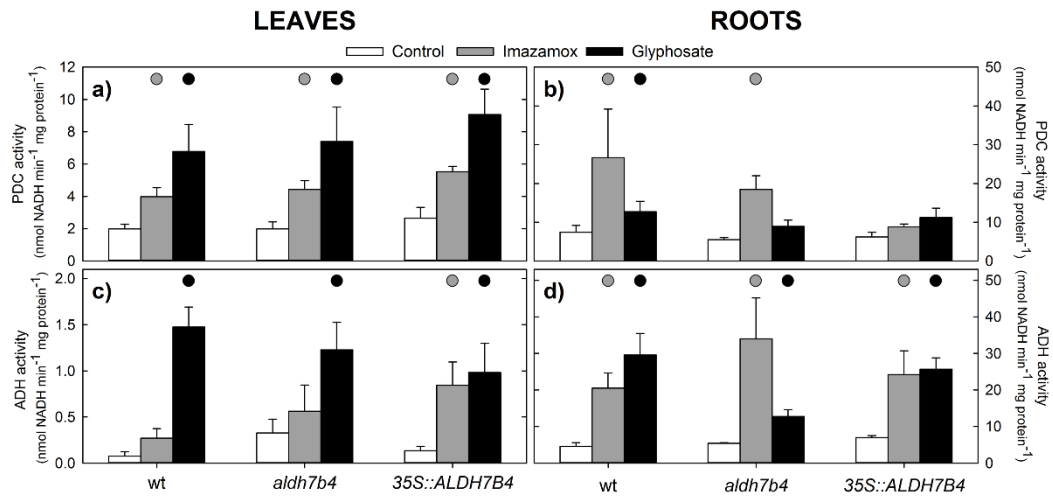 LEAVES ROOTS
Control Imazamox Glyphosate
a)
12
10
8
6
4
2
0
PDC activity
(nmol NADH min⁻¹ mg protein⁻¹)
b)
50
40
30
20
10
0
PDC activity
(nmol NADH min⁻¹ mg protein⁻¹)
c)
2.0
1.5
1.0
0.5
0.0
ADH activity
(nmol NADH min⁻¹ mg protein⁻¹)
d)
50
40
30
20
10
0
ADH activity
(nmol NADH min⁻¹ mg protein⁻¹)
wt aldh7b4 35S::ALDH7B4 wt aldh7b4 35S::ALDH7B4